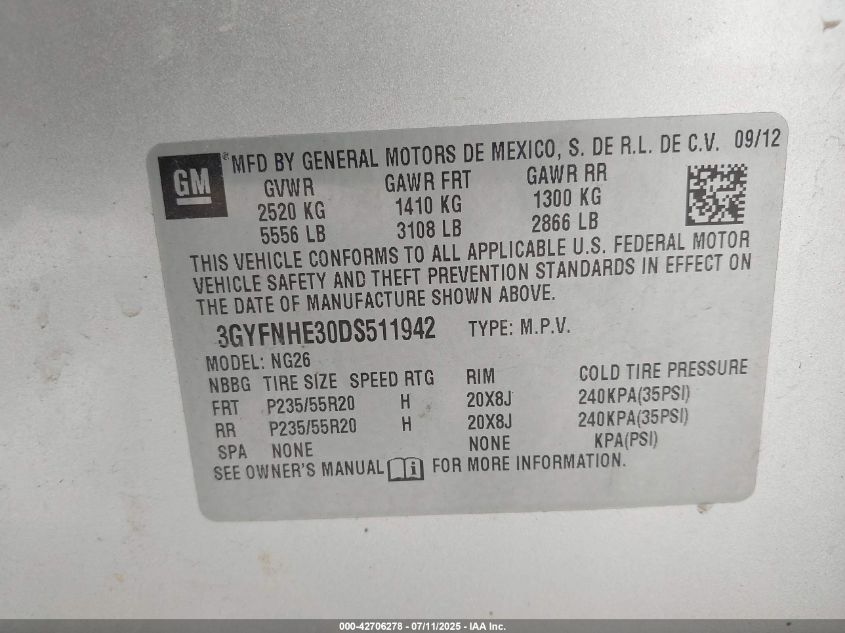 GM
® MFD BY GENERAL MOTORS DE MEXICO, S. DE R.L. DE C.V. 09/12
GVWR GAWR FRT GAWR RR
2520 KG 1410 KG 1300 KG
5556 LB 3108 LB 2866 LB
THIS VEHICLE CONFORMS TO ALL APPLICABLE U.S. FEDERAL MOTOR
VEHICLE SAFETY AND THEFT PREVENTION STANDARDS IN EFFECT ON
THE DATE OF MANUFACTURE SHOWN ABOVE.
3GYFNHE30DS511942 TYPE: M.P.V.
MODEL: NG26
NBBG TIRE SIZE SPEED RTG RIM COLD TIRE PRESSURE
FRT P235/55R20 H 20X8J 240KPA(35PSI)
RR P235/55R20 H 20X8J 240KPA(35PSI)
SPA NONE NONE KPA(PSI)
SEE OWNER'S MANUAL i FOR MORE INFORMATION.
000-42706278 - 07/11/2025 - IAA Inc.